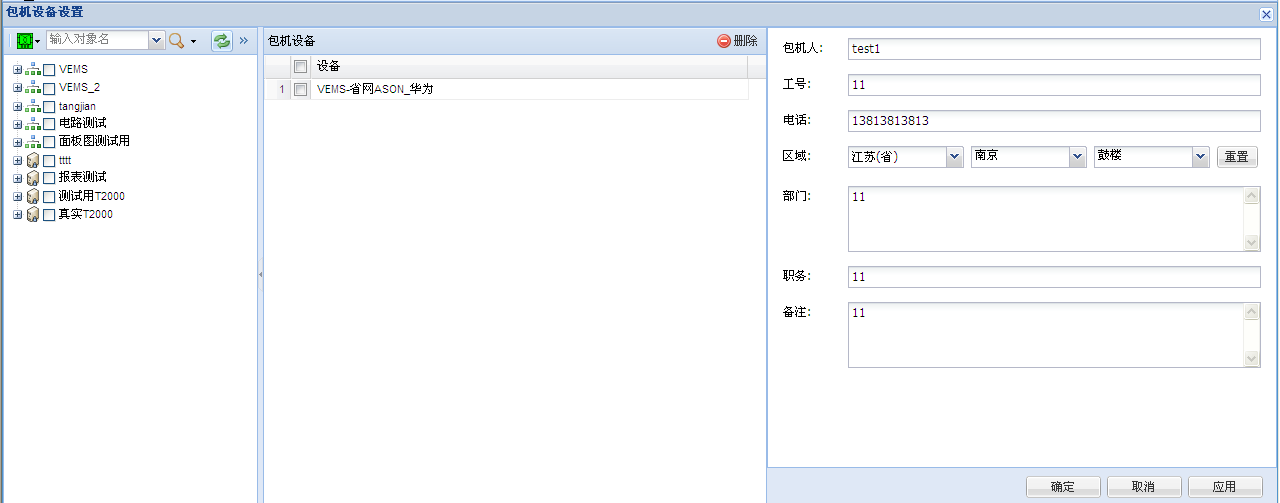 包机设备设置
输入对象名
VEMS
VEMS_2
tangjian
电路测试
面板图测试用
tttt
报表测试
测试用T2000
真实T2000
包机设备
删除
设备
1 VEMS-省网ASON_华为
包机人: test1
工号: 11
电话: 13813813813
区域: 江苏(省) 南京 鼓楼 重置
部门: 11
职务: 11
备注: 11
确定 取消 应用